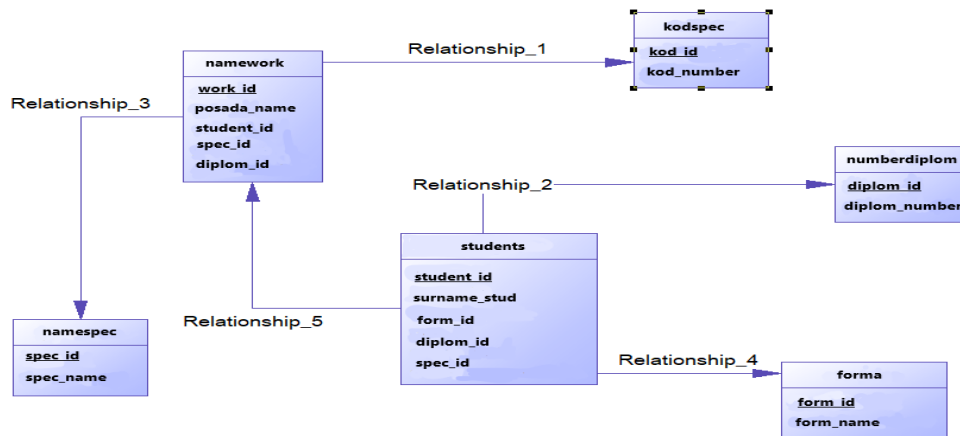 kodspec
kod_id
kod_number
Relationship_1
namework
work_id
posada_name
student_id
spec_id
diplom_id
Relationship_3
numberdiplom
diplom_id
diplom_number
Relationship_2
students
student_id
surname_stud
form_id
diplom_id
spec_id
Relationship_5
namespec
spec_id
spec_name
Relationship_4
forma
form_id
form_name